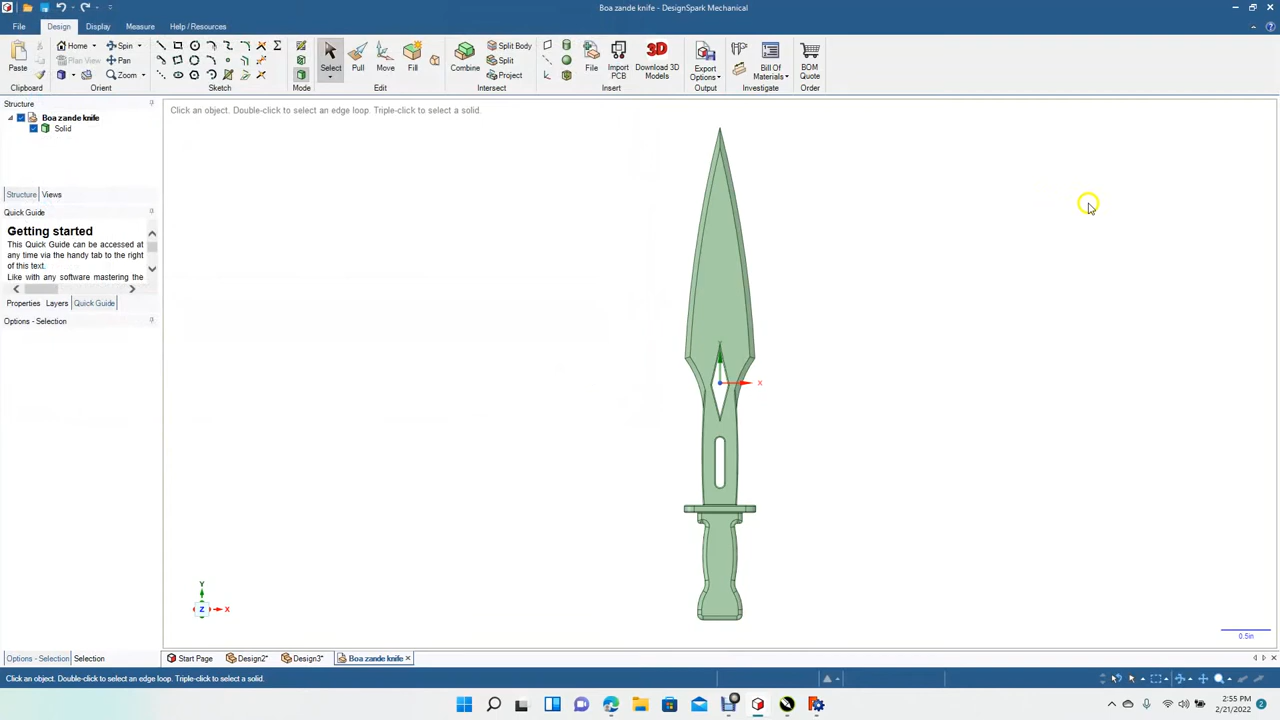 Boa zande knife - DesignSpark Mechanical
File Design Display Measure Help / Resources
Paste
Clipboard
Home Spin
Plan View Pan
Zoom
Orient
Sketch
Mode
Select Pull Move Fill
Edit
Combine
Split Body
Split
Project
Intersect
File Import PCB Download 3D Models
3D
Insert
Export Options
Output
Bill Of Materials
Investigate
BOM Quote
Order
Structure
Boa zande knife
Solid
Structure Views
Quick Guide
Getting started
This Quick Guide can be accessed at
any time via the handy tab to the right
of this text.
Like with any software mastering the
Properties Layers Quick Guide
Options - Selection
Click an object. Double-click to select an edge loop. Triple-click to select a solid.
Y
X
Y
Z X
0.5in
Options - Selection Selection
Start Page Design2* Design3* Boa zande knife
Click an object. Double-click to select an edge loop. Triple-click to select a solid.
2:55 PM
2/21/2022